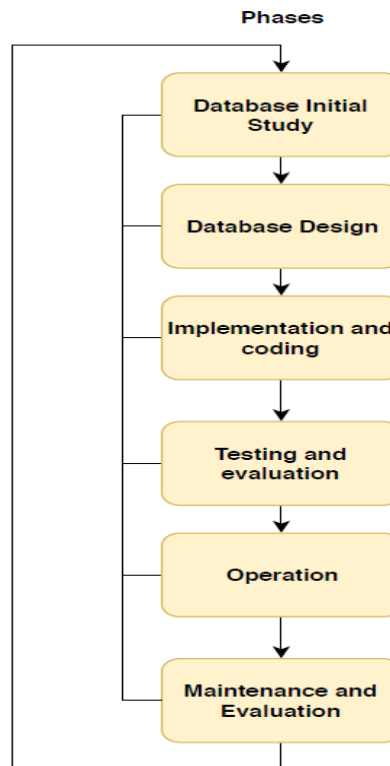 Phases
Database Initial
Study
Database Design
Implementation and
coding
Testing and
evaluation
Operation
Maintenance and
Evaluation